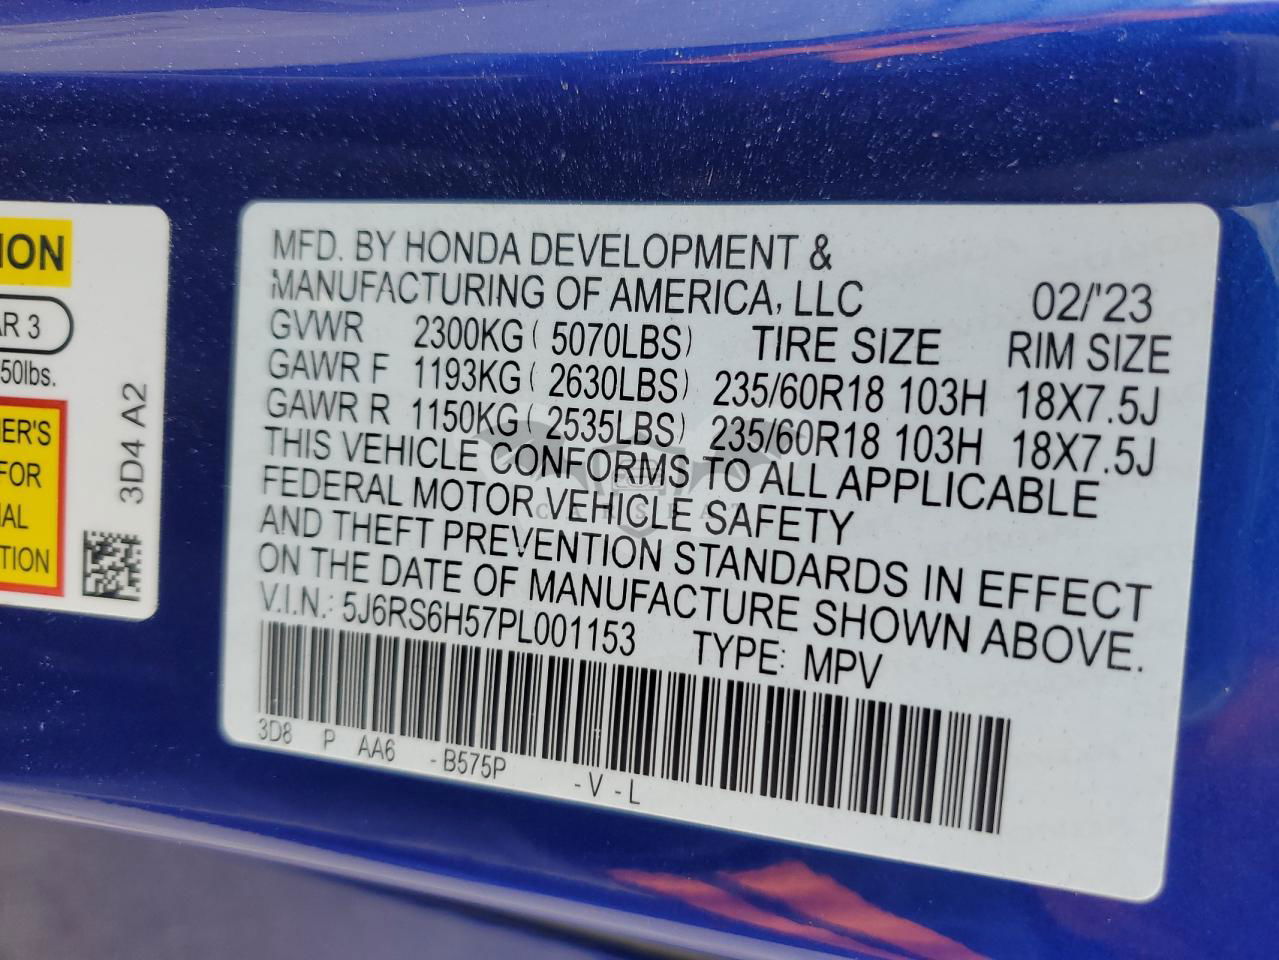 ION
AR 3
50lbs.
ER'S
FOR
AL
TION
3D4 A2
MFD. BY HONDA DEVELOPMENT &
MANUFACTURING OF AMERICA, LLC 02/'23
GVWR 2300KG ( 5070LBS) TIRE SIZE RIM SIZE
GAWR F 1193KG ( 2630LBS) 235/60R18 103H 18X7.5J
GAWR R 1150KG ( 2535LBS) 235/60R18 103H 18X7.5J
THIS VEHICLE CONFORMS TO ALL APPLICABLE
FEDERAL MOTOR VEHICLE SAFETY
AND THEFT PREVENTION STANDARDS IN EFFECT
ON THE DATE OF MANUFACTURE SHOWN ABOVE.
V.I.N.: 5J6RS6H57PL001153 TYPE: MPV
3D8 P AA6 - B575P - V - L